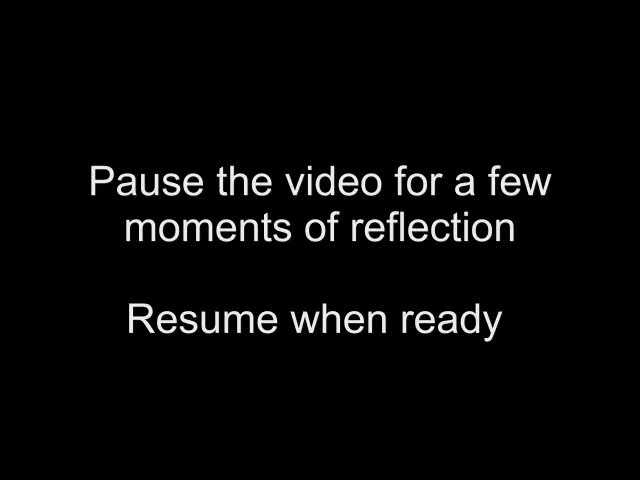 Pause the video for a few
moments of reflection
Resume when ready